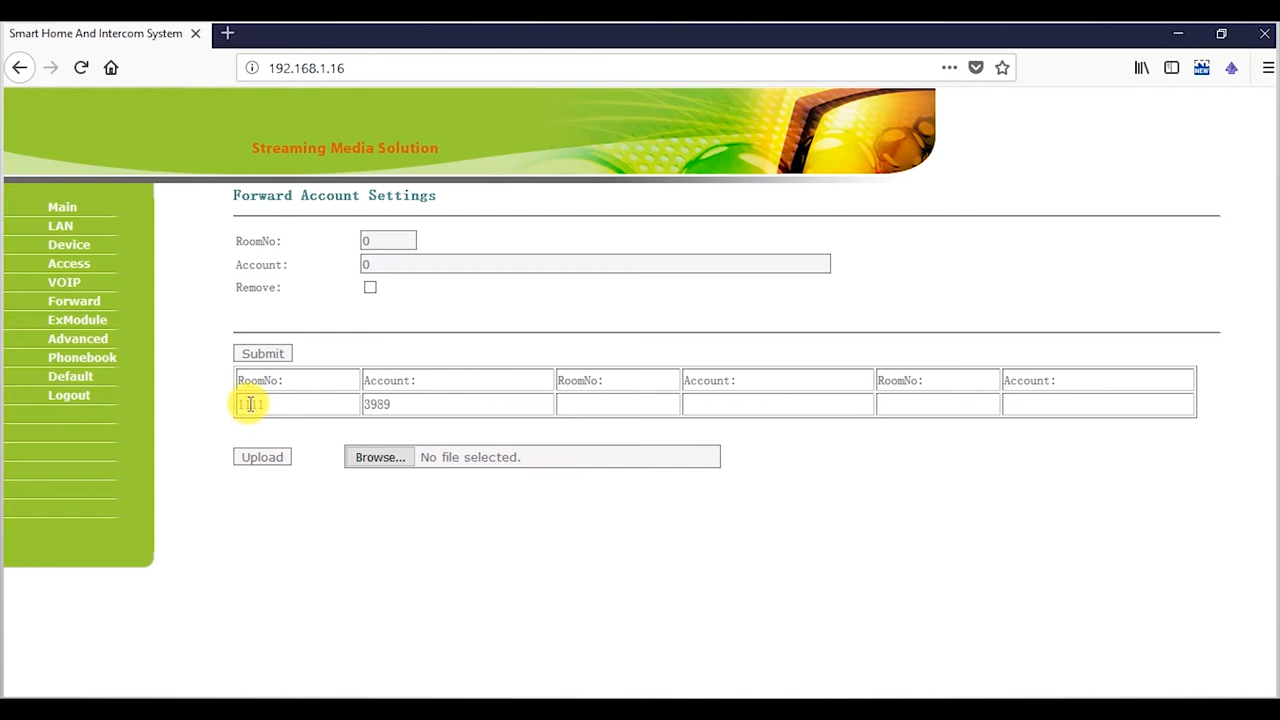 Smart Home And Intercom System
192.168.1.16
NEW
Streaming Media Solution
Main
LAN
Device
Access
VOIP
Forward
ExModule
Advanced
Phonebook
Default
Logout
Forward Account Settings
RoomNo: 0
Account: 0
Remove:
Submit
RoomNo: Account: RoomNo: Account: RoomNo: Account:
1111 3989
Upload Browse... No file selected.